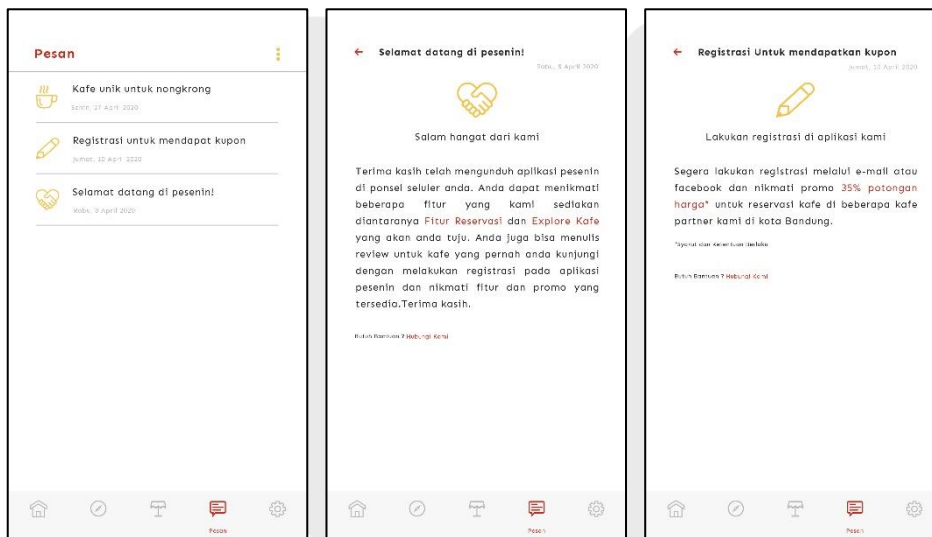 Pesan
Kafe unik untuk nongkrong
Senin, 27 April 2020
Registrasi untuk mendapat kupon
Jumat, 10 April 2020
Selamat datang di pesenin!
Rabu, 8 April 2020
Pesan
Selamat datang di pesenin!
Rabu, 8 April 2020
Salam hangat dari kami
Terima kasih telah mengunduh aplikasi pesenin
di ponsel seluler anda. Anda dapat menikmati
beberapa fitur yang kami sediakan
diantaranya Fitur Reservasi dan Explore Kafe
yang akan anda tuju. Anda juga bisa menulis
review untuk kafe yang pernah anda kunjungi
dengan melakukan registrasi pada aplikasi
pesenin dan nikmati fitur dan promo yang
tersedia.Terima kasih.
Butuh Bantuan ? Hubungi Kami
Pesan
Registrasi Untuk mendapatkan kupon
Jumat, 10 April 2020
Lakukan registrasi di aplikasi kami
Segera lakukan registrasi melalui e-mail atau
facebook dan nikmati promo 35% potongan
harga* untuk reservasi kafe di beberapa kafe
partner kami di kota Bandung.
*Syarat dan Ketentuan Berlaku
Butuh Bantuan ? Hubungi Kami
Pesan